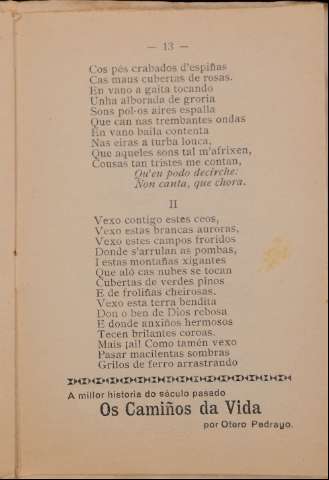 — 13 —
Cos pés crabados d'espiñas
Cas maus cubertas de rosas.
En vano a gaita tocando
Unha alborada de groria
Sons pol-os aires espalla
Que can nas trembantes ondas
En vano baila contenta
Nas eiras a turba louca,
Que aqueles sons tal m'afrixen,
Cousas tan tristes me contan,
Qu'eu podo decirche:
Non canta, que chora.
II
Vexo contigo estes ceos,
Vexo estas brancas auroras,
Vexo estes campos froridos
Donde s'arrulan as pombas,
I estas montañas xigantes
Que aló cas nubes se tocan
Cubertas de verdes pinos
E de froliñas cheirosas.
Vexo esta terra bendita
Don o ben de Dios rebosa
E donde anxiños hermosos
Tecen brilantes coroas.
Mais ¡ai! Como tamén vexo
Pasar macilentas sombras
Grilos de ferro arrastrando
A millor historia do século pasado
Os Camiños da Vida
por Otero Pedrayo.